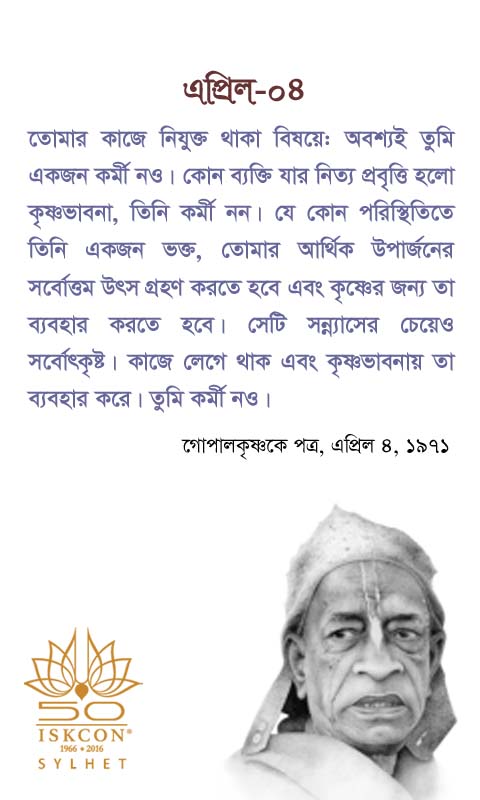 এপ্রিল-০৪
তোমার কাজে নিযুক্ত থাকা বিষয়ে: অবশ্যই তুমি
একজন কর্মী নও। কোন ব্যক্তি যার নিত্য প্রবৃত্তি হলো
কৃষ্ণভাবনা, তিনি কর্মী নন। যে কোন পরিস্থিতিতে
তিনি একজন ভক্ত, তোমার আর্থিক উপার্জনের
সর্বোত্তম উৎস গ্রহণ করতে হবে এবং কৃষ্ণের জন্য তা
ব্যবহার করতে হবে। সেটি সন্ন্যাসের চেয়েও
সর্বোৎকৃষ্ট। কাজে লেগে থাক এবং কৃষ্ণভাবনায় তা
ব্যবহার করে। তুমি কর্মী নও।
গোপালকৃষ্ণকে পত্র, এপ্রিল ৪, ১৯৭১
50
ISKCON®
1966 • 2016
SYLHET